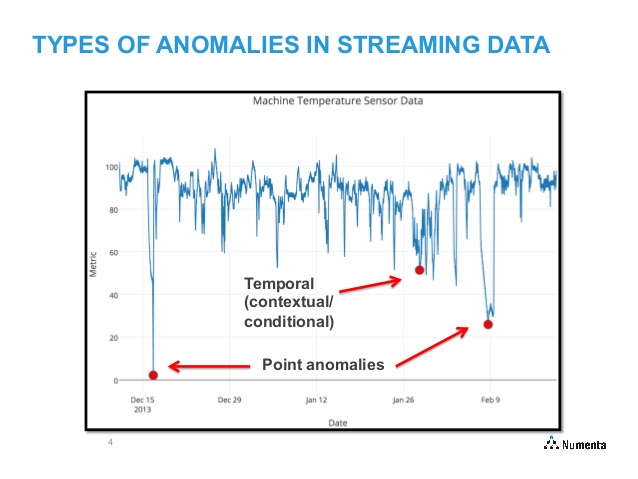 TYPES OF ANOMALIES IN STREAMING DATA
Machine Temperature Sensor Data
100
80
60
40
20
0
Metric
Temporal
(contextual/
conditional)
Point anomalies
Dec 15
2013
Dec 29
Jan 12
Jan 26
Feb 9
Date
4
Numenta